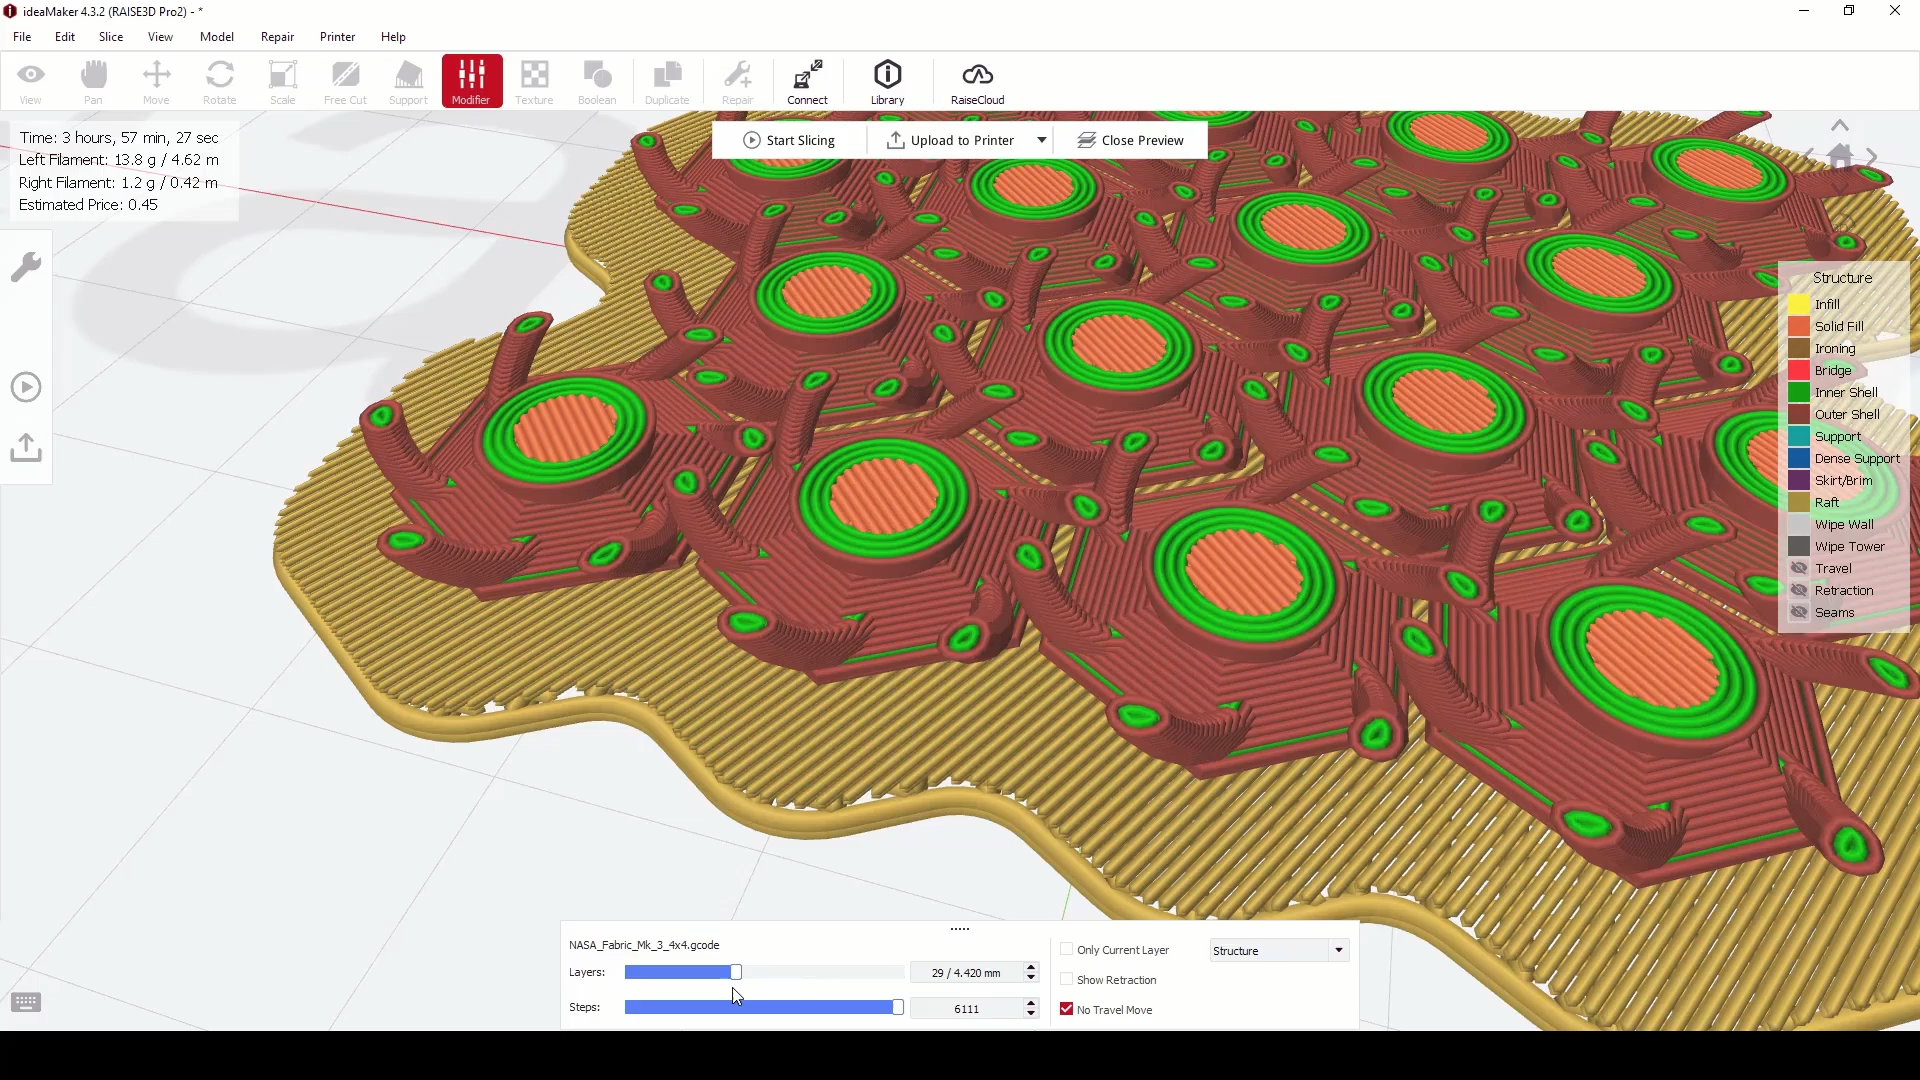 ideaMaker 4.3.2 (RAISE3D Pro2) - *
File Edit Slice View Model Repair Printer Help
View Pan Move Rotate Scale Free Cut Support Modifier Texture Boolean Duplicate Repair Connect Library RaiseCloud
Start Slicing Upload to Printer Close Preview
Time: 3 hours, 57 min, 27 sec
Left Filament: 13.8 g / 4.62 m
Right Filament: 1.2 g / 0.42 m
Estimated Price: 0.45
Structure
Infill
Solid Fill
Ironing
Bridge
Inner Shell
Outer Shell
Support
Dense Support
Skirt/Brim
Raft
Wipe Wall
Wipe Tower
Travel
Retraction
Seams
NASA_Fabric_Mk_3_4x4.gcode
Layers: 29 / 4.420 mm
Steps: 6111
Only Current Layer Structure
Show Retraction
No Travel Move